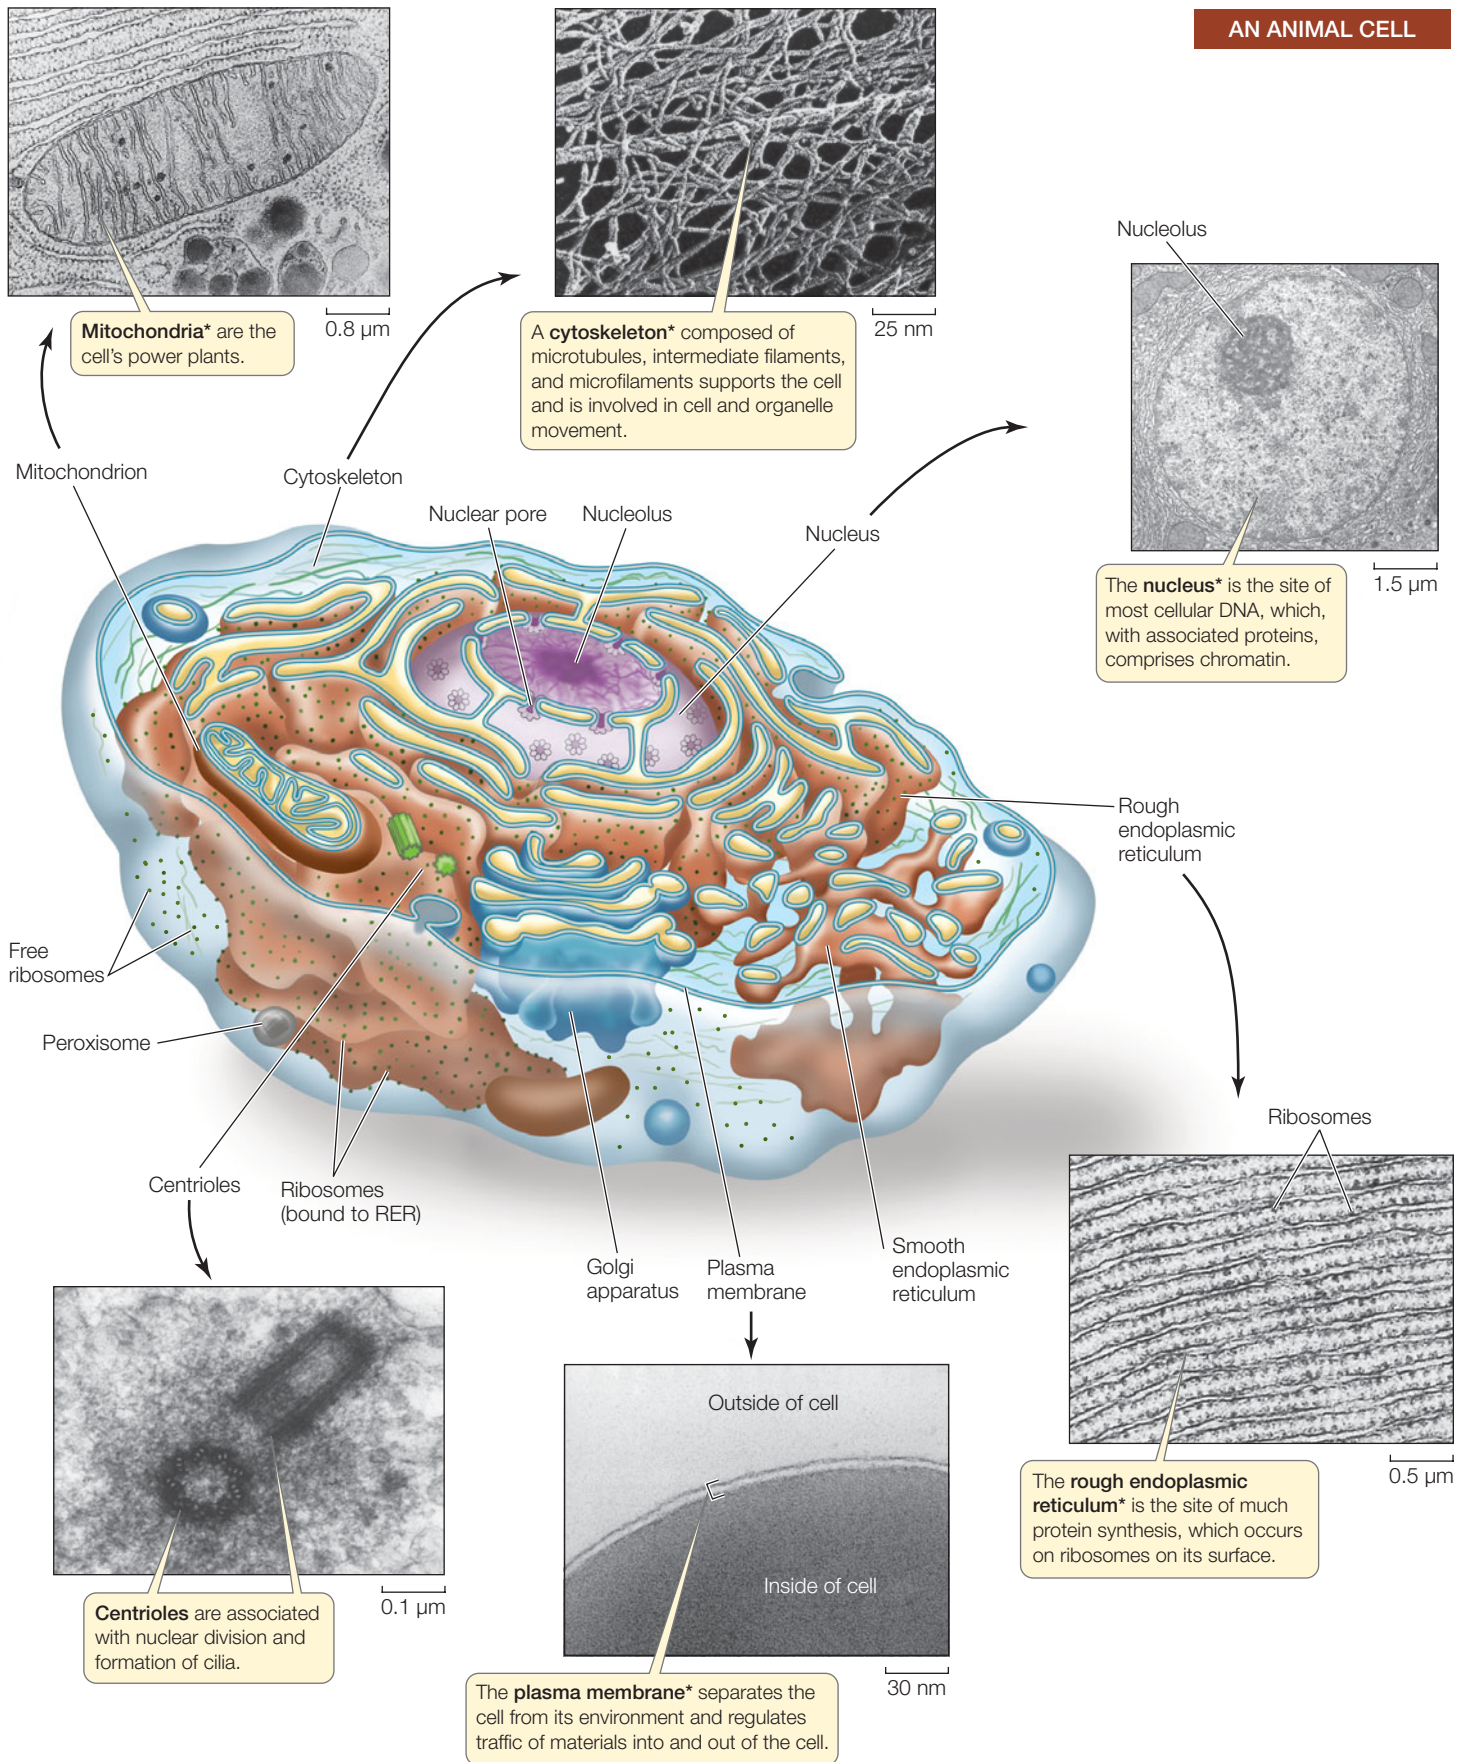 AN ANIMAL CELL
Mitochondria* are the
cell's power plants.
0.8 µm
A cytoskeleton* composed of
microtubules, intermediate filaments,
and microfilaments supports the cell
and is involved in cell and organelle
movement.
25 nm
Nucleolus
The nucleus* is the site of
most cellular DNA, which,
with associated proteins,
comprises chromatin.
1.5 µm
Mitochondrion
Cytoskeleton
Nuclear pore
Nucleolus
Nucleus
Rough
endoplasmic
reticulum
Free
ribosomes
Peroxisome
Centrioles
Ribosomes
(bound to RER)
Golgi
apparatus
Plasma
membrane
Smooth
endoplasmic
reticulum
Ribosomes
The rough endoplasmic
reticulum* is the site of much
protein synthesis, which occurs
on ribosomes on its surface.
0.5 µm
Centrioles are associated
with nuclear division and
formation of cilia.
0.1 µm
Outside of cell
Inside of cell
The plasma membrane* separates the
cell from its environment and regulates
traffic of materials into and out of the cell.
30 nm